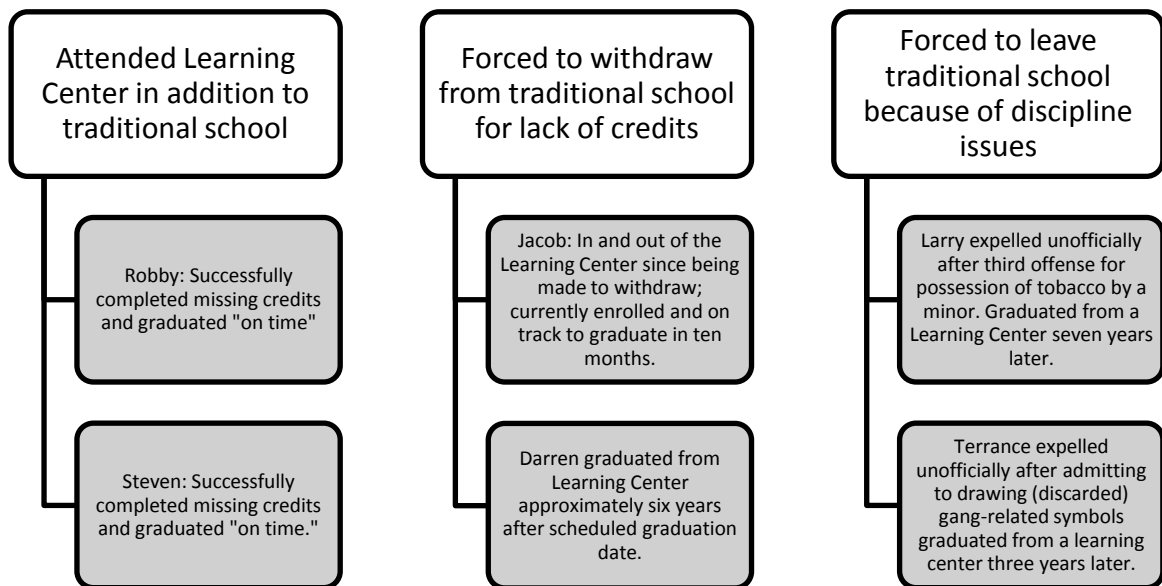 Attended Learning
Center in addition to
traditional school
Robby: Successfully
completed missing credits
and graduated "on time"
Steven: Successfully
completed missing credits
and graduated "on time."
Forced to withdraw
from traditional school
for lack of credits
Jacob: In and out of the
Learning Center since being
made to withdraw;
currently enrolled and on
track to graduate in ten
months.
Darren graduated from
Learning Center
approximately six years
after scheduled graduation
date.
Forced to leave
traditional school
because of discipline
issues
Larry expelled unofficially
after third offense for
possession of tobacco by a
minor. Graduated from a
Learning Center seven years
later.
Terrance expelled
unofficially after admitting
to drawing (discarded)
gang-related symbols
graduated from a learning
center three years later.